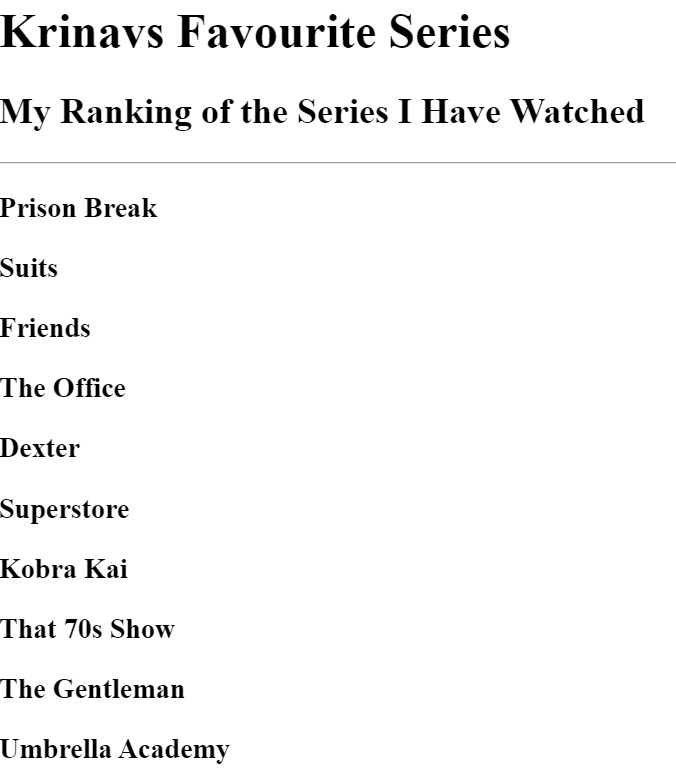 Krinavs Favourite Series
My Ranking of the Series I Have Watched
Prison Break
Suits
Friends
The Office
Dexter
Superstore
Kobra Kai
That 70s Show
The Gentleman
Umbrella Academy